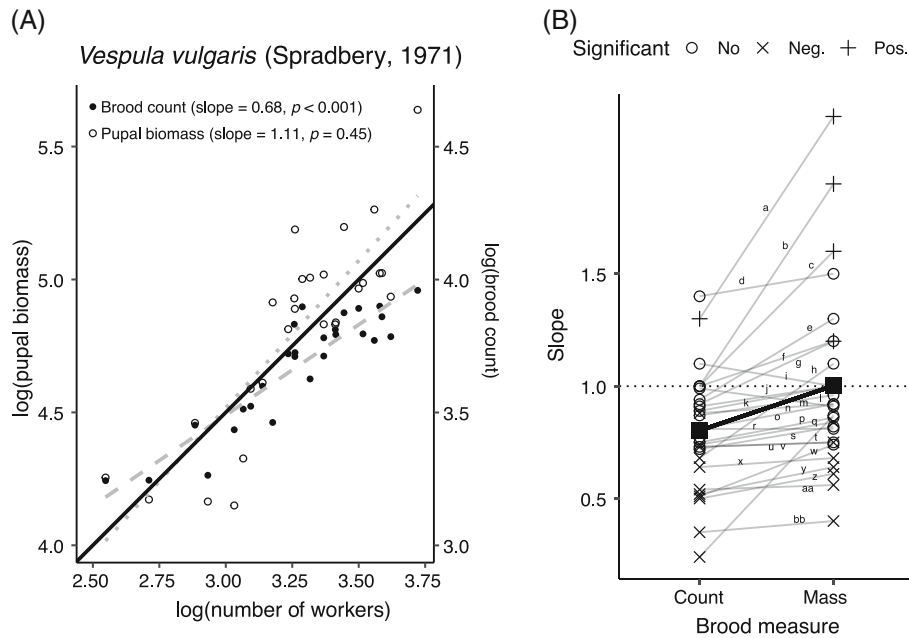 (A)
Vespula vulgaris (Spradbery, 1971)
Brood count (slope = 0.68, p < 0.001)
Pupal biomass (slope = 1.11, p = 0.45)
5.5
5.0
4.5
4.0
log(pupal biomass)
4.5
4.0
3.5
3.0
log(brood count)
2.50 2.75 3.00 3.25 3.50 3.75
log(number of workers)
(B)
Significant No Neg. Pos.
Slope
1.5
1.0
0.5
a
b
c
d
e
f
g
h
i
j
k
l
m
n
o
p
q
r
s
t
u
v
w
x
y
z
aa
bb
Count Mass
Brood measure